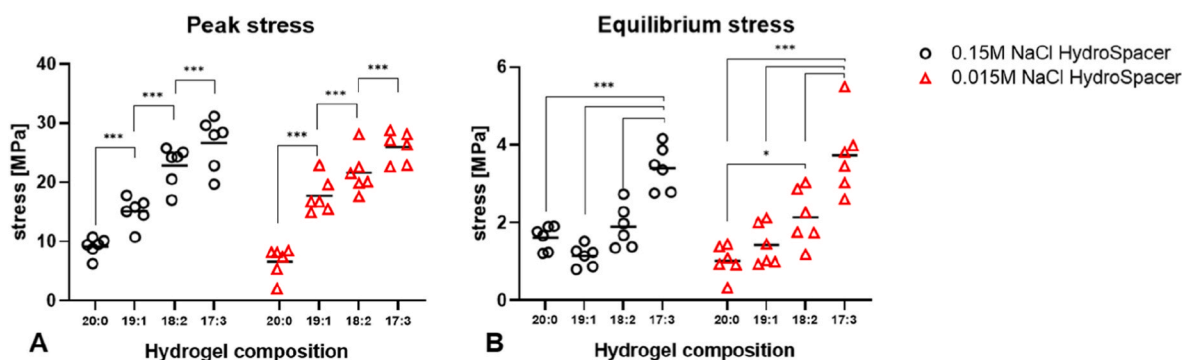 Peak stress
stress [MPa]
40
30
20
10
0
***
***
***
***
***
***
20:0 19:1 18:2 17:3 20:0 19:1 18:2 17:3
A
Hydrogel composition
Equilibrium stress
stress [MPa]
6
4
2
0
***
***
*
20:0 19:1 18:2 17:3 20:0 19:1 18:2 17:3
B
Hydrogel composition
0.15M NaCl HydroSpacer
0.015M NaCl HydroSpacer